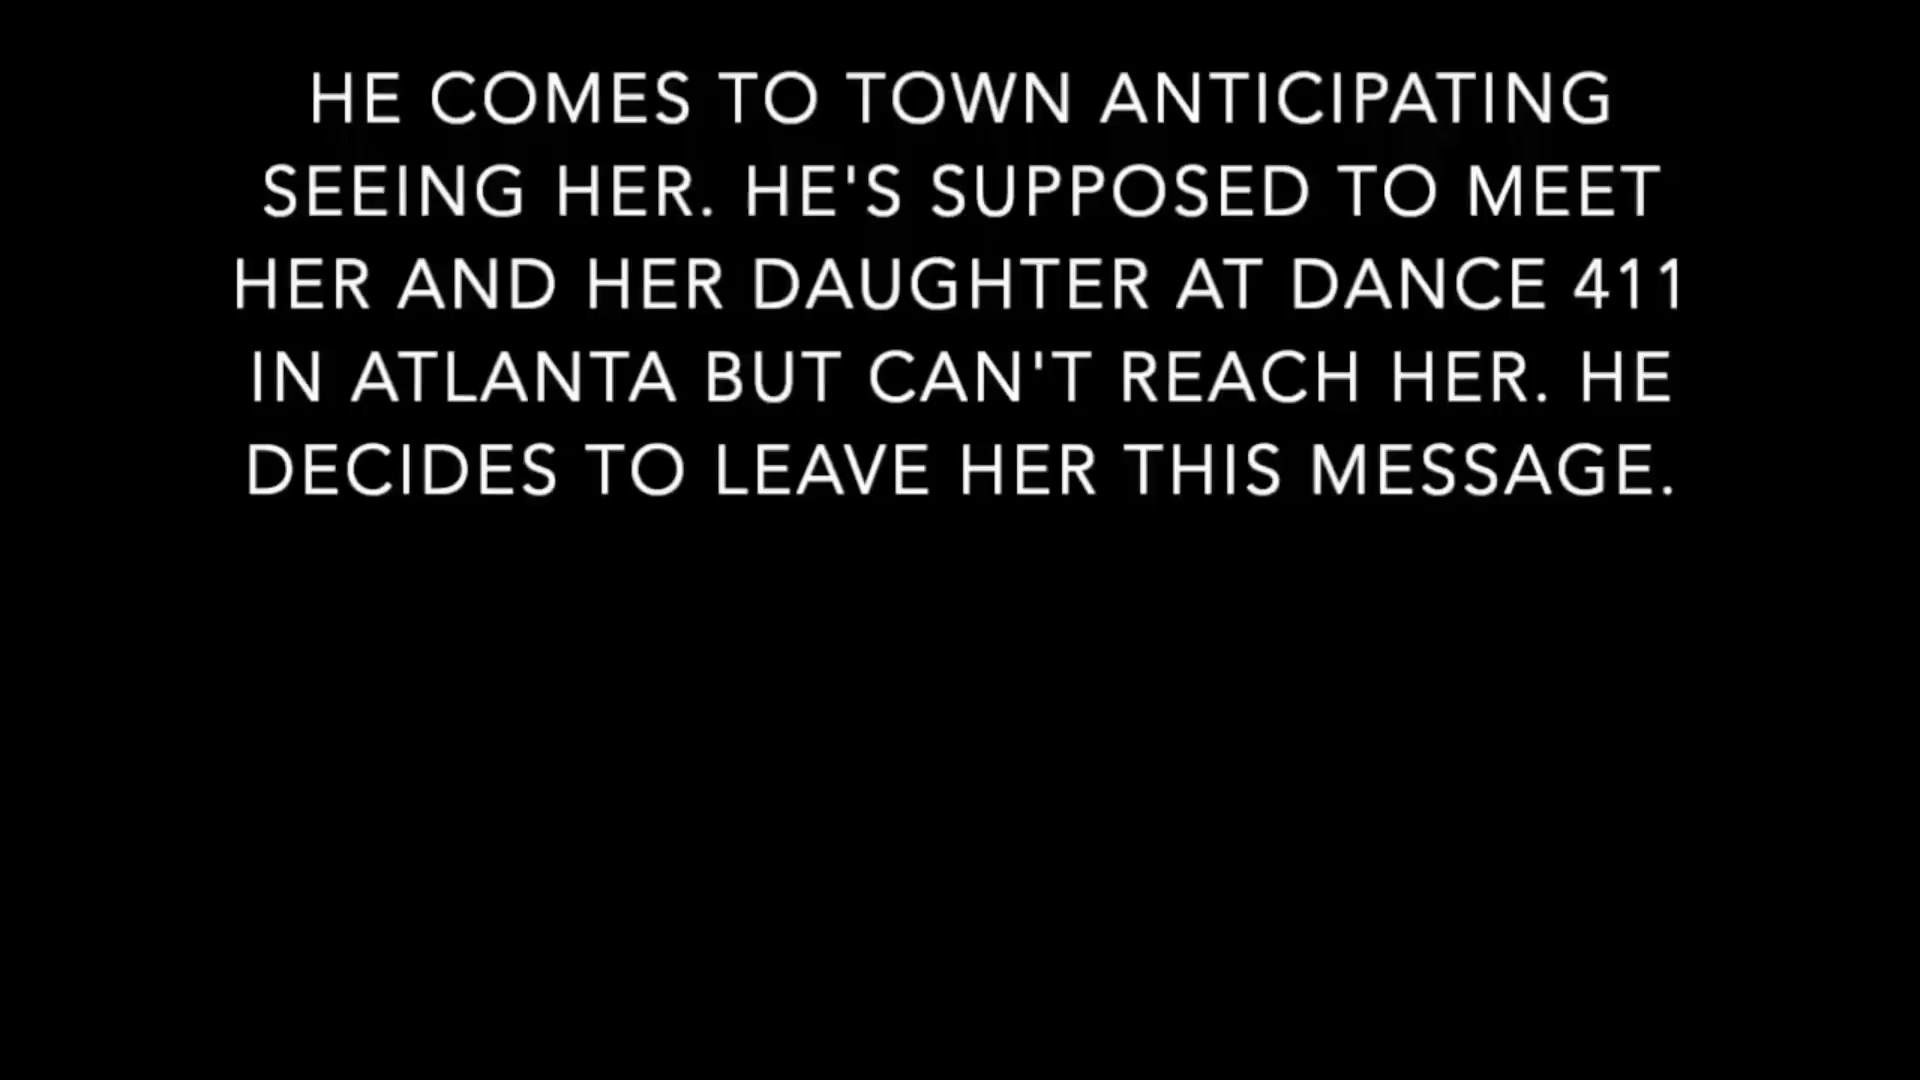 HE COMES TO TOWN ANTICIPATING
SEEING HER. HE'S SUPPOSED TO MEET
HER AND HER DAUGHTER AT DANCE 411
IN ATLANTA BUT CAN'T REACH HER. HE
DECIDES TO LEAVE HER THIS MESSAGE.